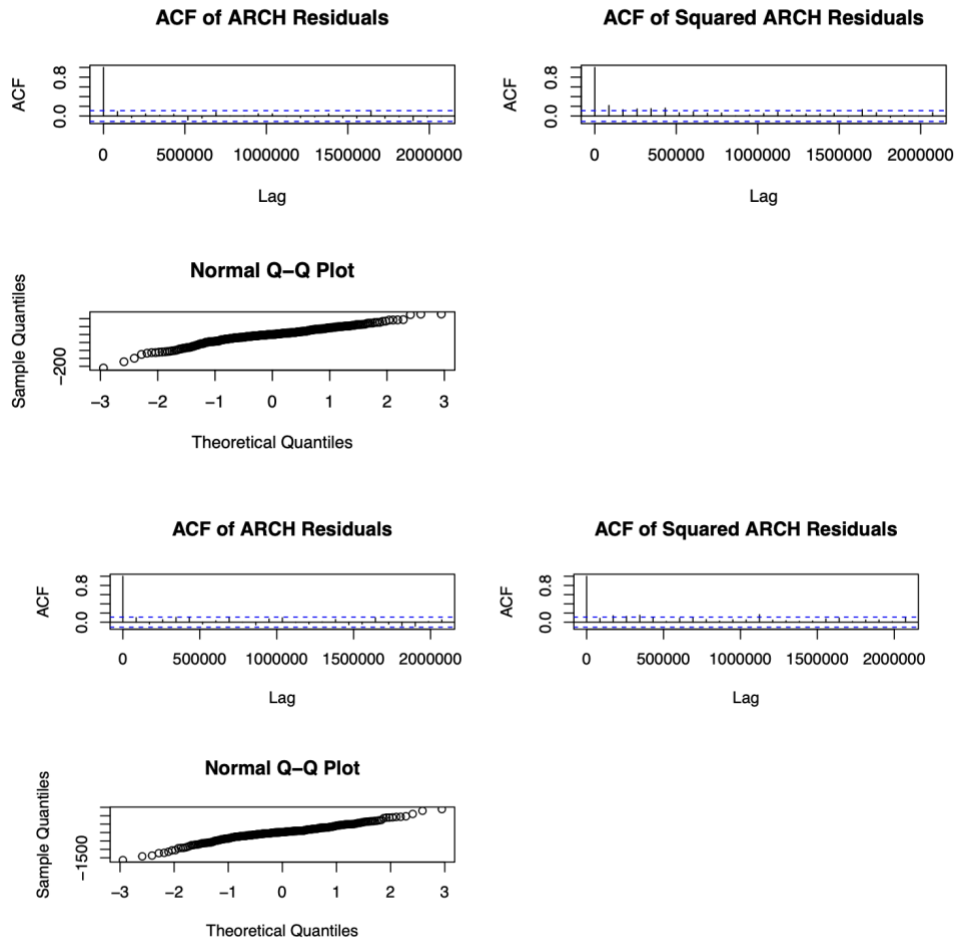 ACF of ARCH Residuals
ACF of Squared ARCH Residuals
ACF
0.0 0.8
0 500000 1000000 1500000 2000000
Lag
ACF
0.0 0.8
0 500000 1000000 1500000 2000000
Lag
Normal Q−Q Plot
Sample Quantiles
−200
−3 −2 −1 0 1 2 3
Theoretical Quantiles
ACF of ARCH Residuals
ACF of Squared ARCH Residuals
ACF
0.0 0.8
0 500000 1000000 1500000 2000000
Lag
ACF
0.0 0.8
0 500000 1000000 1500000 2000000
Lag
Normal Q−Q Plot
Sample Quantiles
−1500
−3 −2 −1 0 1 2 3
Theoretical Quantiles